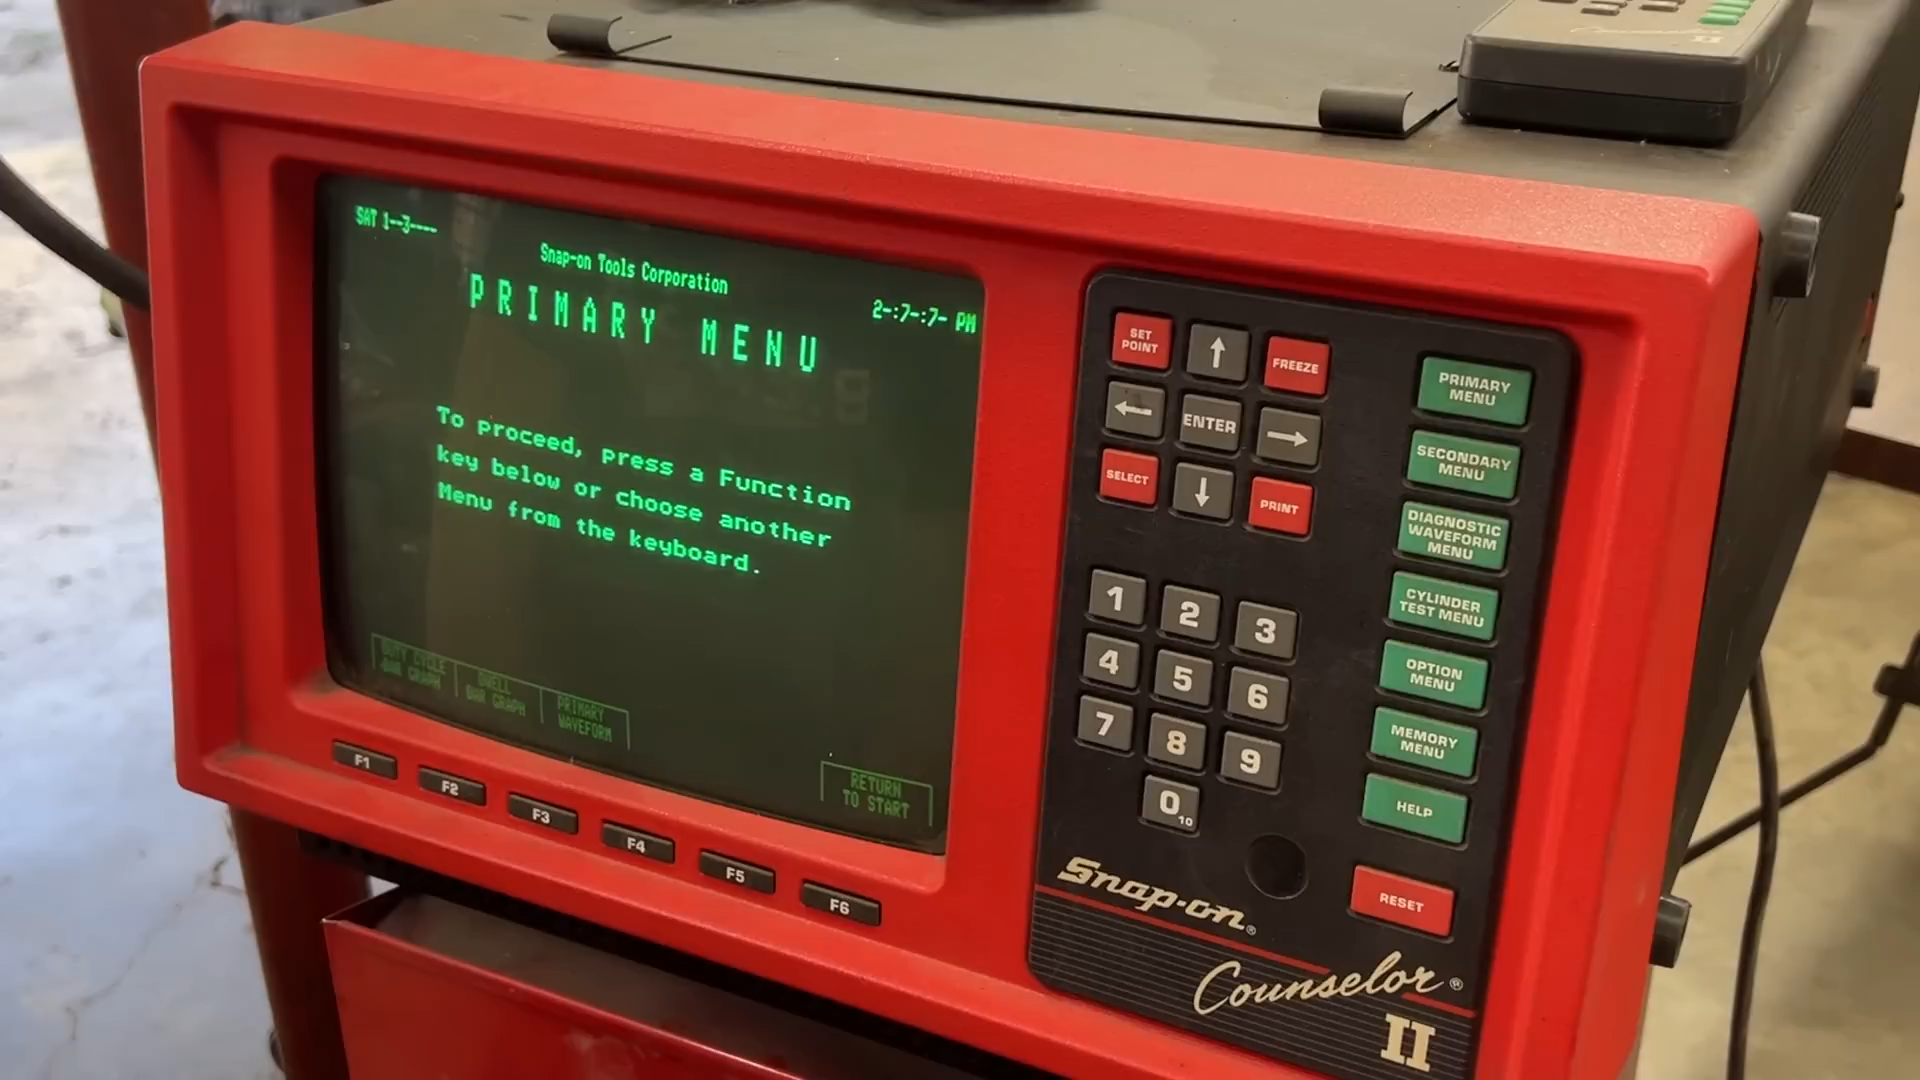 SAT 1--3----
Snap-on Tools Corporation
PRIMARY MENU
2-:7-:7- PM
To proceed, press a Function
key below or choose another
Menu from the keyboard.
DUTY CYCLE
BAR GRAPH
DWELL
BAR GRAPH
PRIMARY
WAVEFORM
RETURN
TO START
F1
F2
F3
F4
F5
F6
SET
POINT
FREEZE
ENTER
SELECT
PRINT
1
2
3
4
5
6
7
8
9
0
10
PRIMARY
MENU
SECONDARY
MENU
DIAGNOSTIC
WAVEFORM
MENU
CYLINDER
TEST MENU
OPTION
MENU
MEMORY
MENU
HELP
RESET
Snap-on®
Counselor®
II
Counselor
II